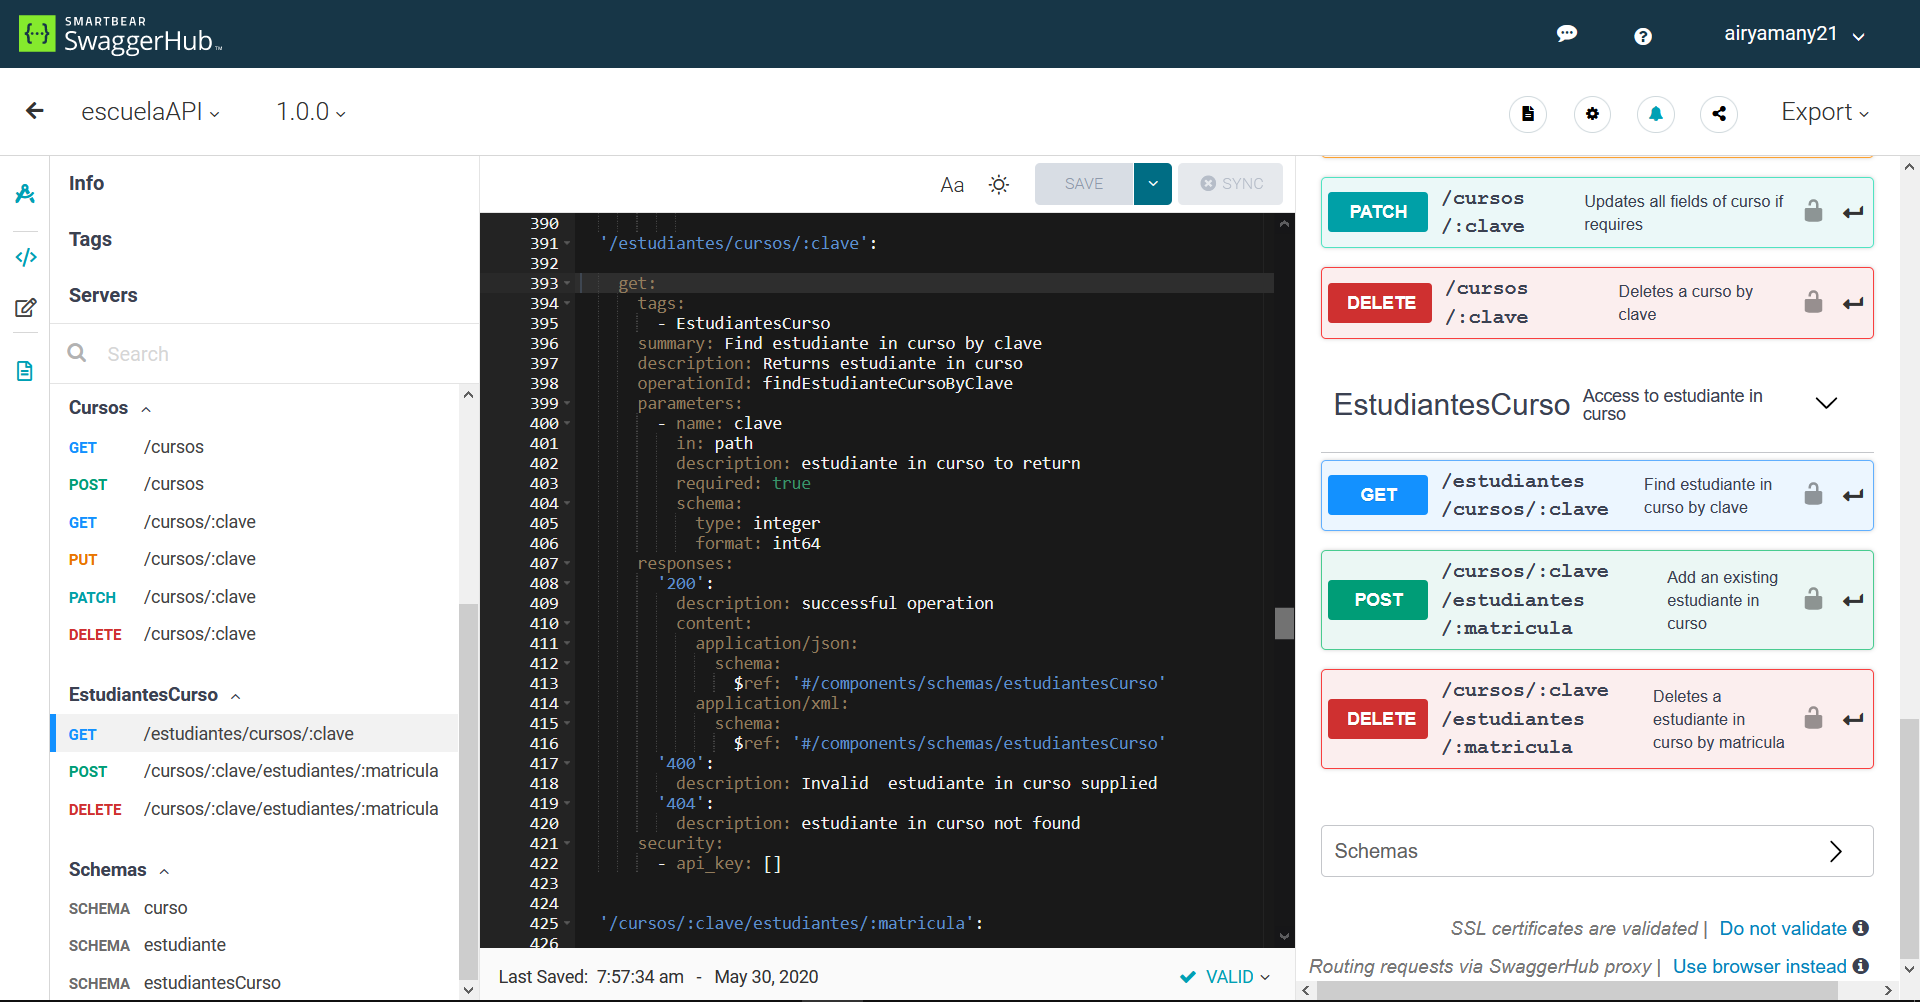 SMARTBEAR
SwaggerHub™
airyamany21
escuelaAPI
1.0.0
Export
Info
Tags
Servers
Search
Cursos
GET /cursos
POST /cursos
GET /cursos/:clave
PUT /cursos/:clave
PATCH /cursos/:clave
DELETE /cursos/:clave
EstudiantesCurso
GET /estudiantes/cursos/:clave
POST /cursos/:clave/estudiantes/:matricula
DELETE /cursos/:clave/estudiantes/:matricula
Schemas
SCHEMA curso
SCHEMA estudiante
SCHEMA estudiantesCurso
Aa
SAVE
SYNC
390
391 '/estudiantes/cursos/:clave':
392
393 get:
394 tags:
395 - EstudiantesCurso
396 summary: Find estudiante in curso by clave
397 description: Returns estudiante in curso
398 operationId: findEstudianteCursoByClave
399 parameters:
400 - name: clave
401 in: path
402 description: estudiante in curso to return
403 required: true
404 schema:
405 type: integer
406 format: int64
407 responses:
408 '200':
409 description: successful operation
410 content:
411 application/json:
412 schema:
413 $ref: '#/components/schemas/estudiantesCurso'
414 application/xml:
415 schema:
416 $ref: '#/components/schemas/estudiantesCurso'
417 '400':
418 description: Invalid  estudiante in curso supplied
419 '404':
420 description: estudiante in curso not found
421 security:
422 - api_key: []
423
424
425 '/cursos/:clave/estudiantes/:matricula':
426
Last Saved: 7:57:34 am - May 30, 2020
VALID
PATCH
/cursos
/:clave
Updates all fields of curso if
requires
DELETE
/cursos
/:clave
Deletes a curso by
clave
EstudiantesCurso
Access to estudiante in
curso
GET
/estudiantes
/cursos/:clave
Find estudiante in
curso by clave
POST
/cursos/:clave
/estudiantes
/:matricula
Add an existing
estudiante in
curso
DELETE
/cursos/:clave
/estudiantes
/:matricula
Deletes a
estudiante in
curso by matricula
Schemas
SSL certificates are validated | Do not validate
Routing requests via SwaggerHub proxy | Use browser instead